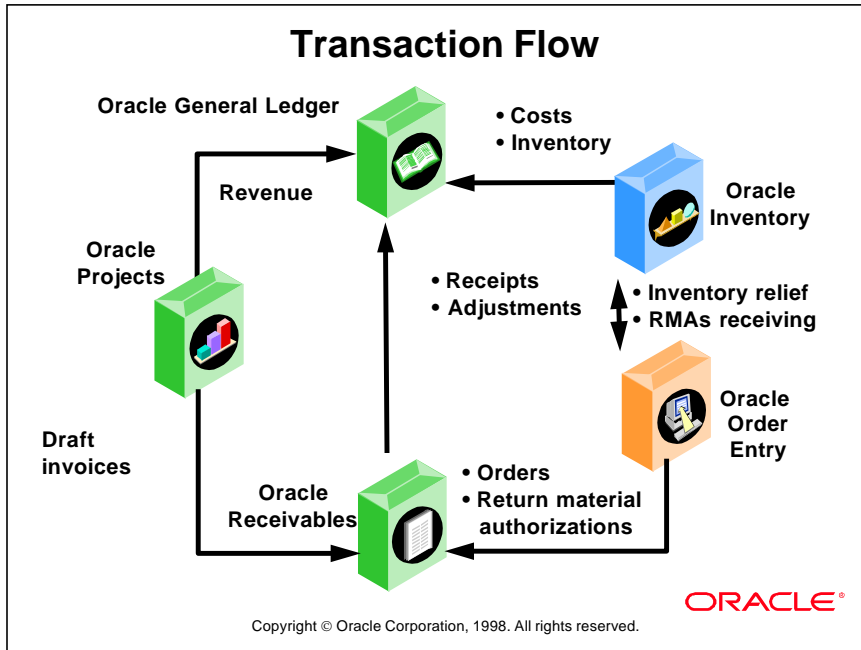 Transaction Flow
Oracle General Ledger
• Costs
• Inventory
Revenue
Oracle
Inventory
Oracle
Projects
• Receipts
• Adjustments
• Inventory relief
• RMAs receiving
Oracle
Order
Entry
Draft
invoices
Oracle
Receivables
• Orders
• Return material
authorizations
ORACLE®
Copyright © Oracle Corporation, 1998. All rights reserved.